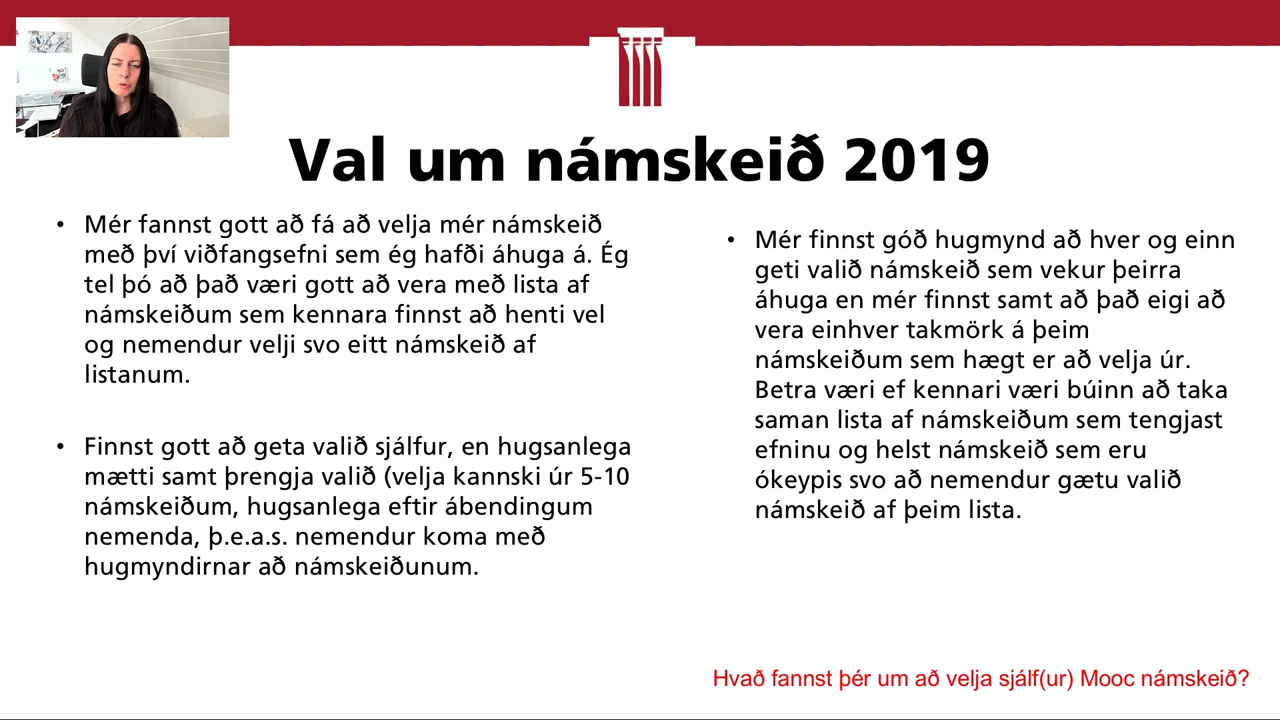 Val um námskeið 2019
• Mér fannst gott að fá að velja mér námskeið
með því viðfangsefni sem ég hafði áhuga á. Ég
tel þó að það væri gott að vera með lista af
námskeiðum sem kennara finnst að henti vel
og nemendur velji svo eitt námskeið af
listanum.
• Finnst gott að geta valið sjálfur, en hugsanlega
mætti samt þrengja valið (velja kannski úr 5-10
námskeiðum, hugsanlega eftir ábendingum
nemenda, þ.e.a.s. nemendur koma með
hugmyndirnar að námskeiðunum.
• Mér finnst góð hugmynd að hver og einn
geti valið námskeið sem vekur þeirra
áhuga en mér finnst samt að það eigi að
vera einhver takmörk á þeim
námskeiðum sem hægt er að velja úr.
Betra væri ef kennari væri búinn að taka
saman lista af námskeiðum sem tengjast
efninu og helst námskeið sem eru
ókeypis svo að nemendur gætu valið
námskeið af þeim lista.
Hvað fannst þér um að velja sjálf(ur) Mooc námskeið?